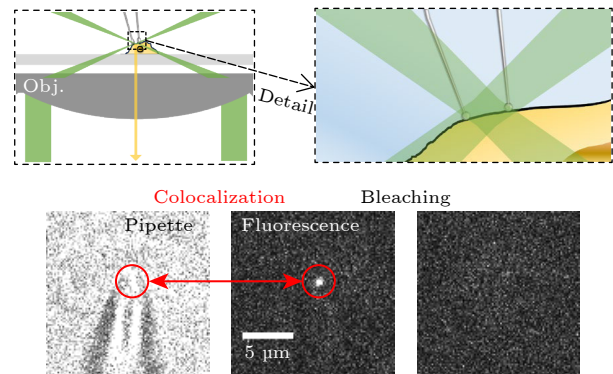 Obj.
Detail
Colocalization
Bleaching
Pipette
Fluorescence
5 µm